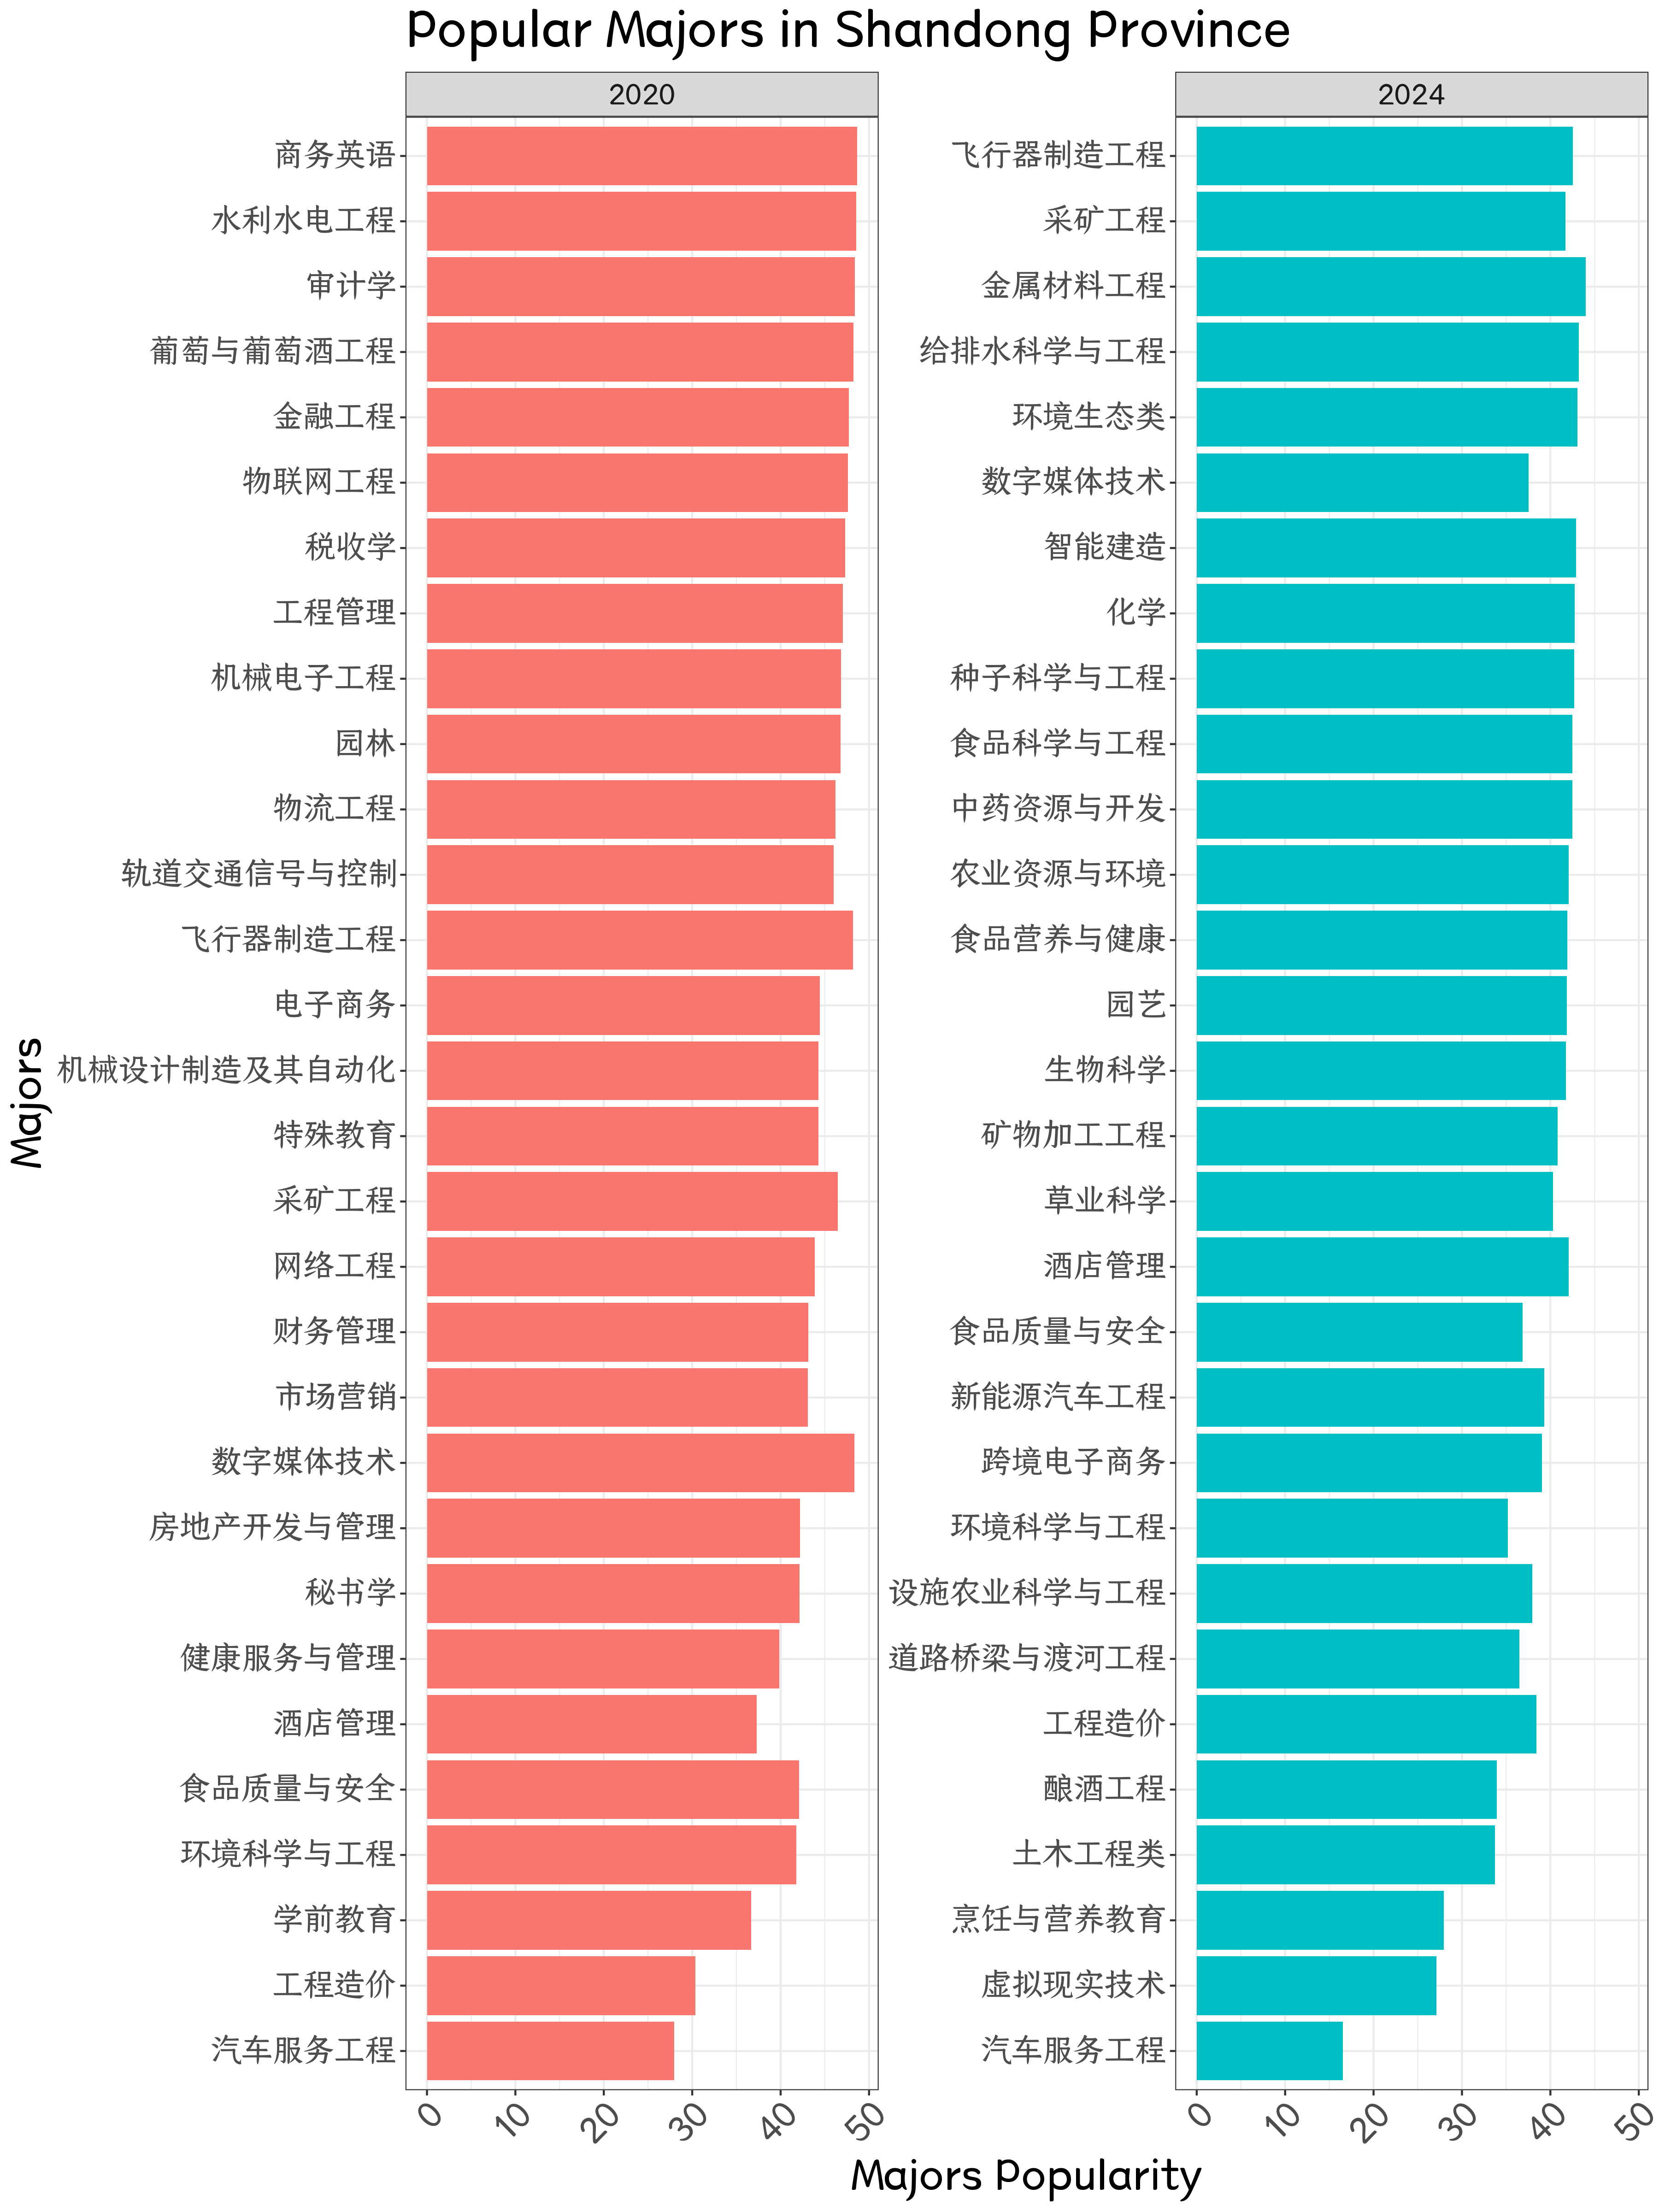 Popular Majors in Shandong Province
2020
商务英语
水利水电工程
审计学
葡萄与葡萄酒工程
金融工程
物联网工程
税收学
工程管理
机械电子工程
园林
物流工程
轨道交通信号与控制
飞行器制造工程
电子商务
机械设计制造及其自动化
特殊教育
采矿工程
网络工程
财务管理
市场营销
数字媒体技术
房地产开发与管理
秘书学
健康服务与管理
酒店管理
食品质量与安全
环境科学与工程
学前教育
工程造价
汽车服务工程
0 10 20 30 40 50
2024
飞行器制造工程
采矿工程
金属材料工程
给排水科学与工程
环境生态类
数字媒体技术
智能建造
化学
种子科学与工程
食品科学与工程
中药资源与开发
农业资源与环境
食品营养与健康
园艺
生物科学
矿物加工工程
草业科学
酒店管理
食品质量与安全
新能源汽车工程
跨境电子商务
环境科学与工程
设施农业科学与工程
道路桥梁与渡河工程
工程造价
酿酒工程
土木工程类
烹饪与营养教育
虚拟现实技术
汽车服务工程
0 10 20 30 40 50
Majors
Majors Popularity